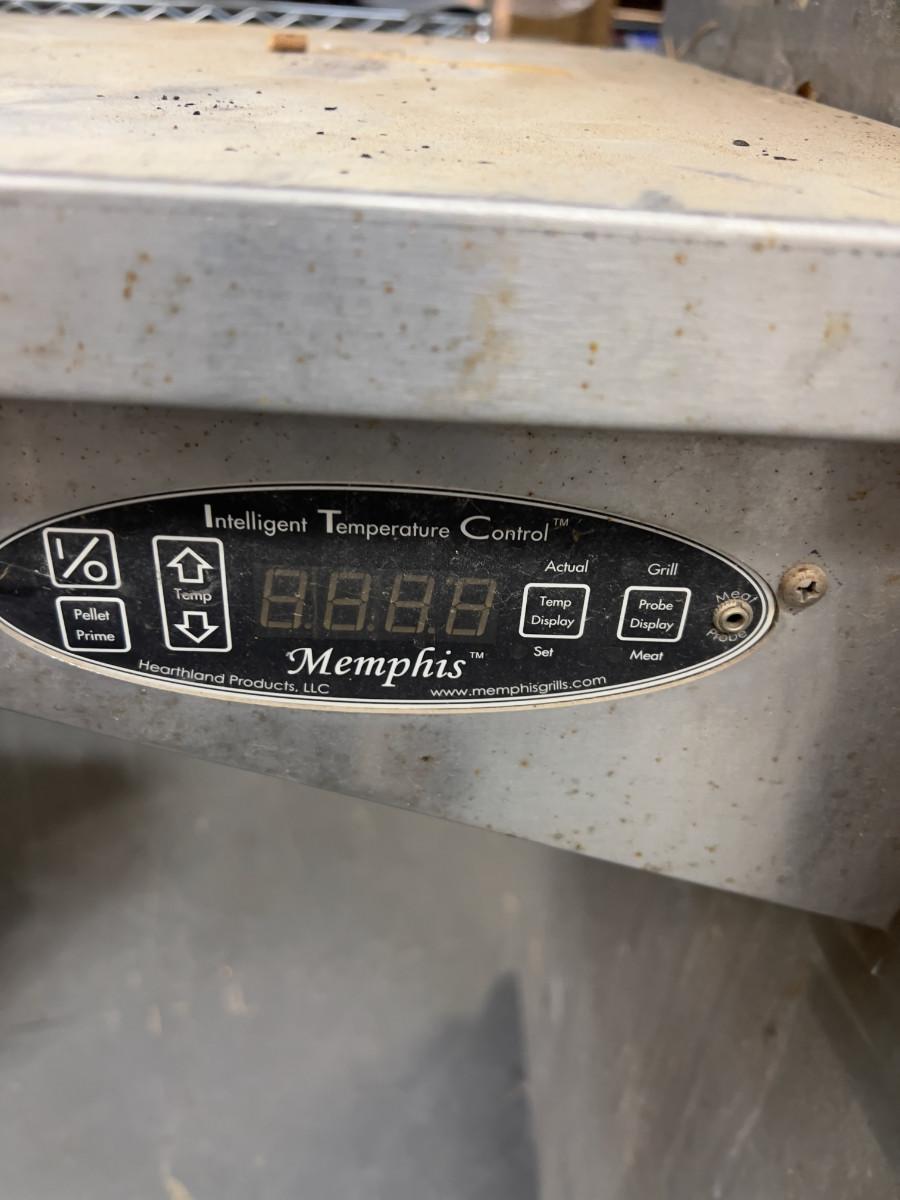 Intelligent Temperature Control™
I/O
Pellet
Prime
Temp
Actual
Temp
Display
Set
Grill
Probe
Display
Meat
Meat
Probe
Memphis™
Hearthland Products, LLC
www.memphisgrills.com